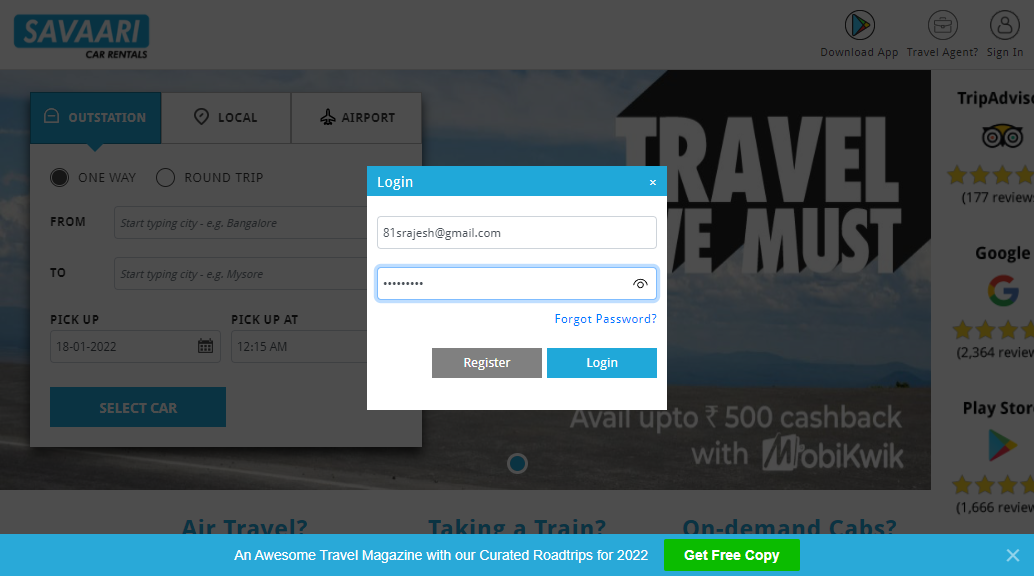 SAVAARI
CAR RENTALS
Download App
Travel Agent?
Sign In
OUTSTATION
LOCAL
AIRPORT
ONE WAY
ROUND TRIP
FROM
Start typing city - e.g. Bangalore
TO
Start typing city - e.g. Mysore
PICK UP
PICK UP AT
18-01-2022
12:15 AM
SELECT CAR
Login
×
81srajesh@gmail.com
•••••••••
Forgot Password?
Register
Login
TRAVEL
WE MUST
Avail upto ₹ 500 cashback
with MobiKwik
TripAdvisor
(177 reviews
Google
(2,364 review
Play Store
(1,666 review
Air Travel?
Taking a Train?
On-demand Cabs?
An Awesome Travel Magazine with our Curated Roadtrips for 2022
Get Free Copy